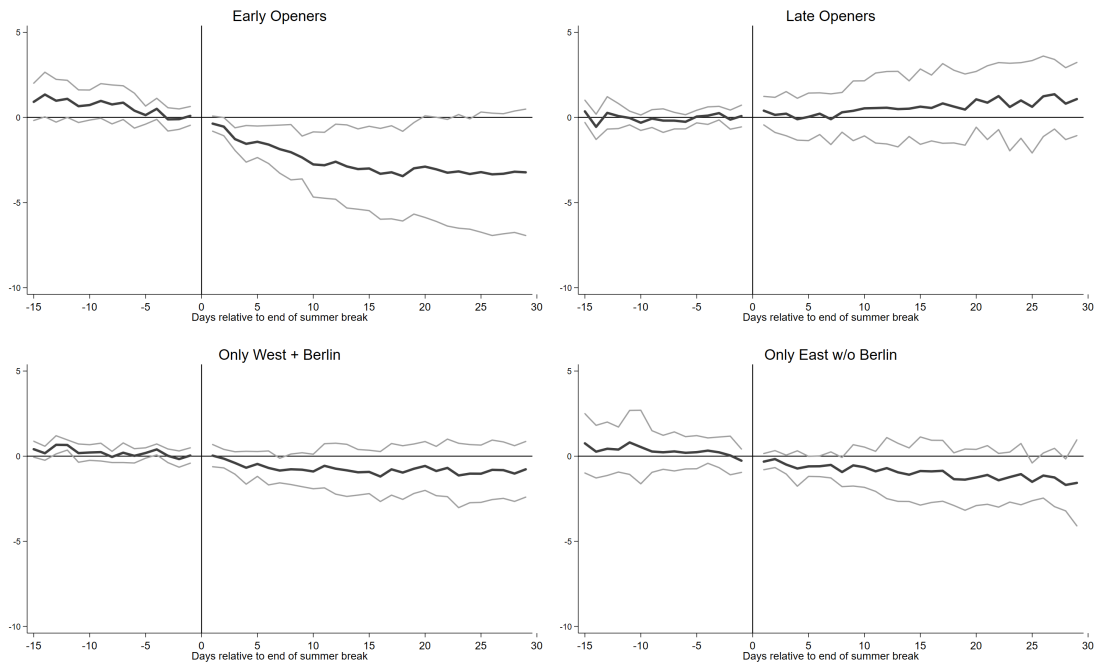 Early Openers
5
0
-5
-10
-15 -10 -5 0 5 10 15 20 25 30
Days relative to end of summer break
Late Openers
5
0
-5
-10
-15 -10 -5 0 5 10 15 20 25 30
Days relative to end of summer break
Only West + Berlin
5
0
-5
-10
-15 -10 -5 0 5 10 15 20 25 30
Days relative to end of summer break
Only East w/o Berlin
5
0
-5
-10
-15 -10 -5 0 5 10 15 20 25 30
Days relative to end of summer break